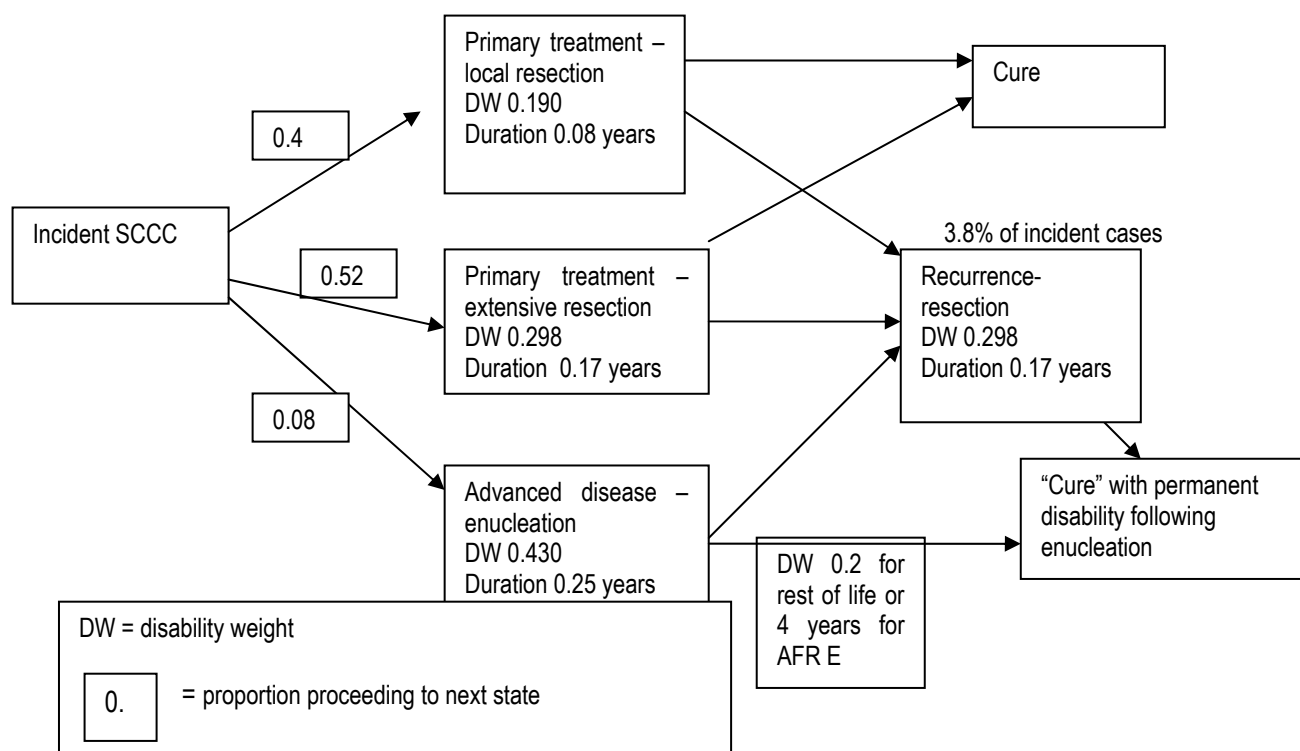 Primary treatment –
local resection
DW 0.190
Duration 0.08 years
Cure
0.4
Incident SCCC
3.8% of incident cases
0.52
Primary treatment –
extensive resection
DW 0.298
Duration 0.17 years
Recurrence-
resection
DW 0.298
Duration 0.17 years
0.08
Advanced disease –
enucleation
DW 0.430
Duration 0.25 years
“Cure” with permanent
disability following
enucleation
DW 0.2 for
rest of life or
4 years for
AFR E
DW = disability weight
0.
= proportion proceeding to next state